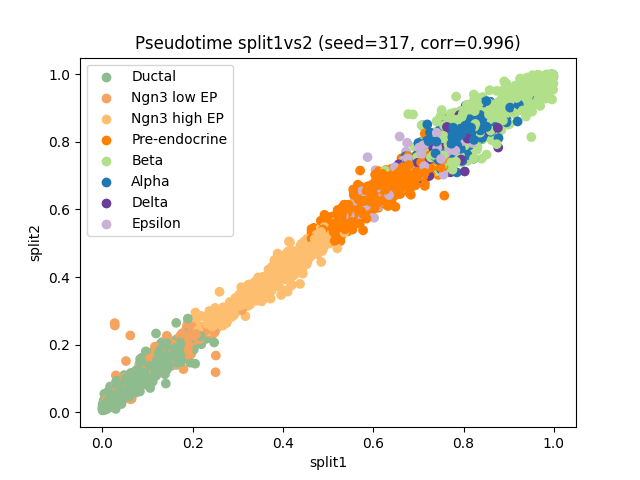 Pseudotime split1vs2 (seed=317, corr=0.996)
Ductal
Ngn3 low EP
Ngn3 high EP
Pre-endocrine
Beta
Alpha
Delta
Epsilon
1.0
0.8
0.6
0.4
0.2
0.0
split2
0.0 0.2 0.4 0.6 0.8 1.0
split1